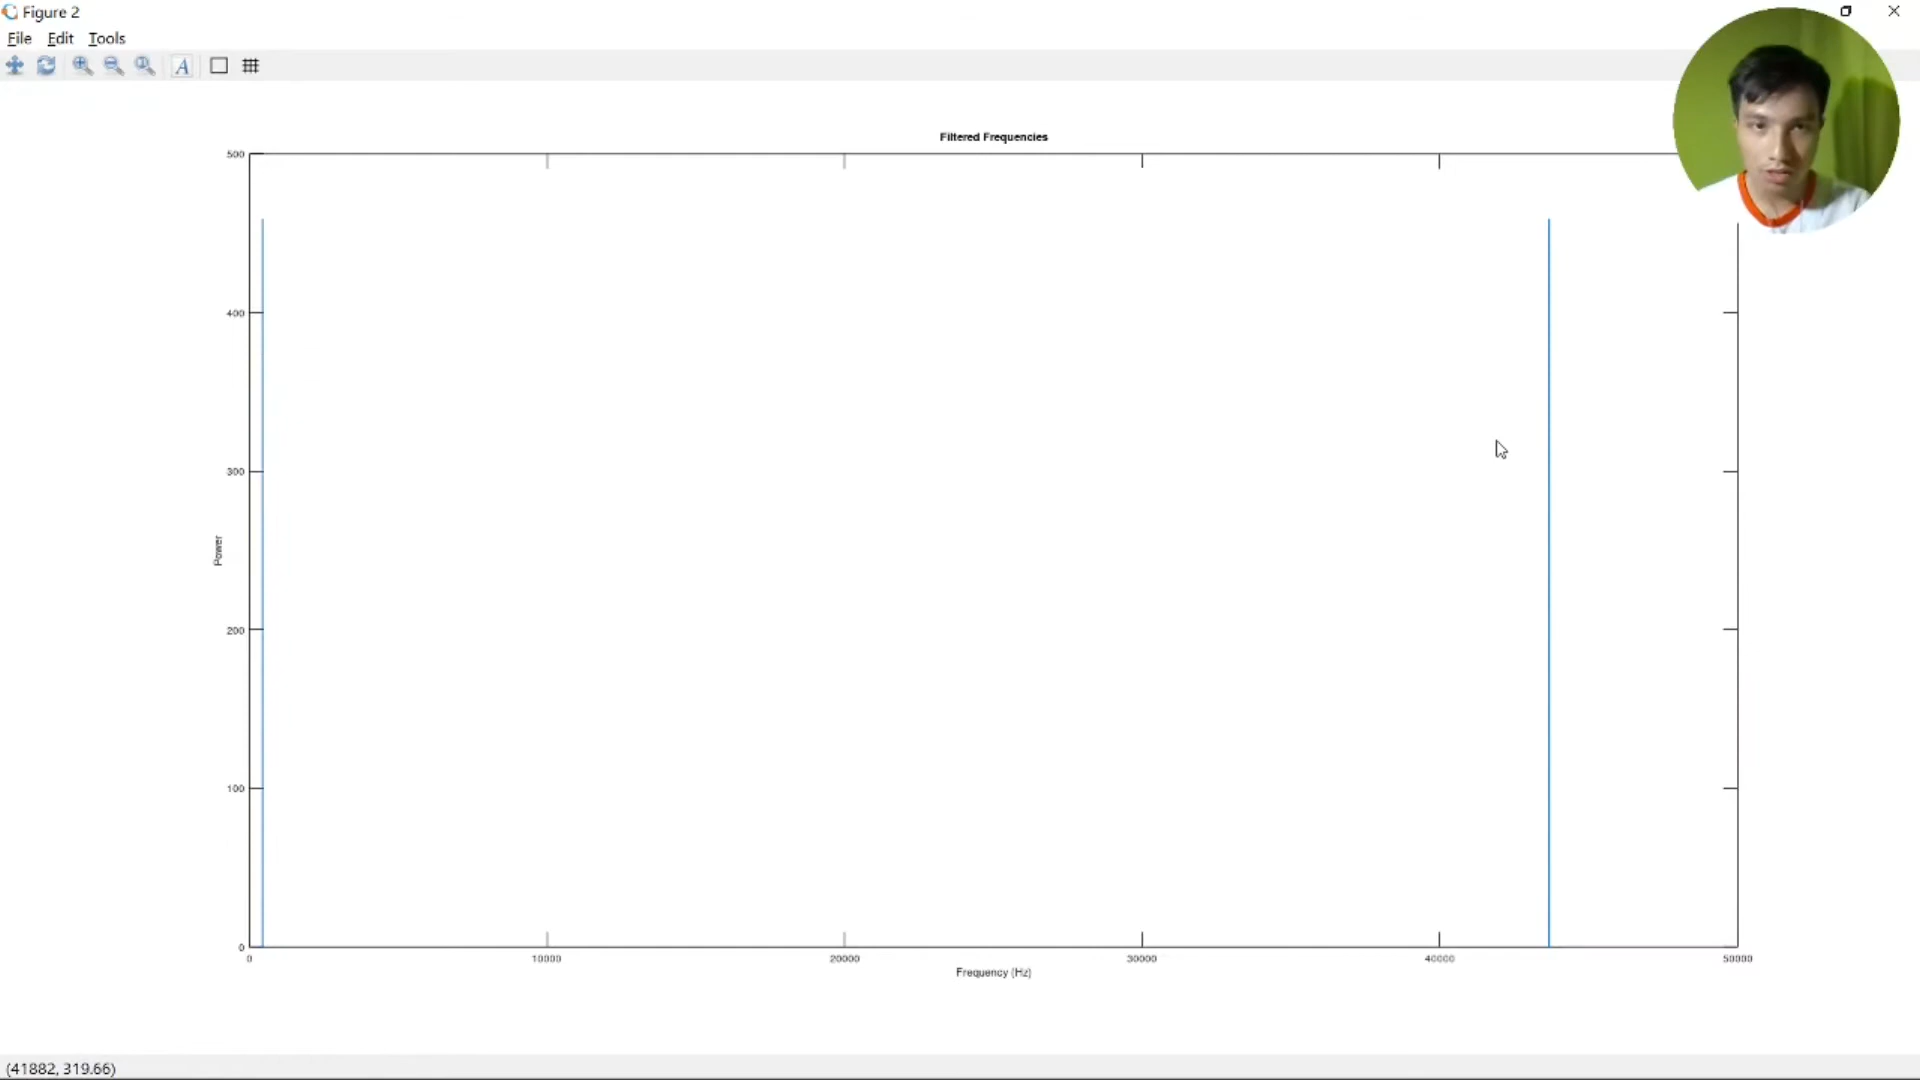 Figure 2
File Edit Tools
A
Filtered Frequencies
500
400
300
200
100
0
Power
0 10000 20000 30000 40000 50000
Frequency (Hz)
(41882, 319.66)